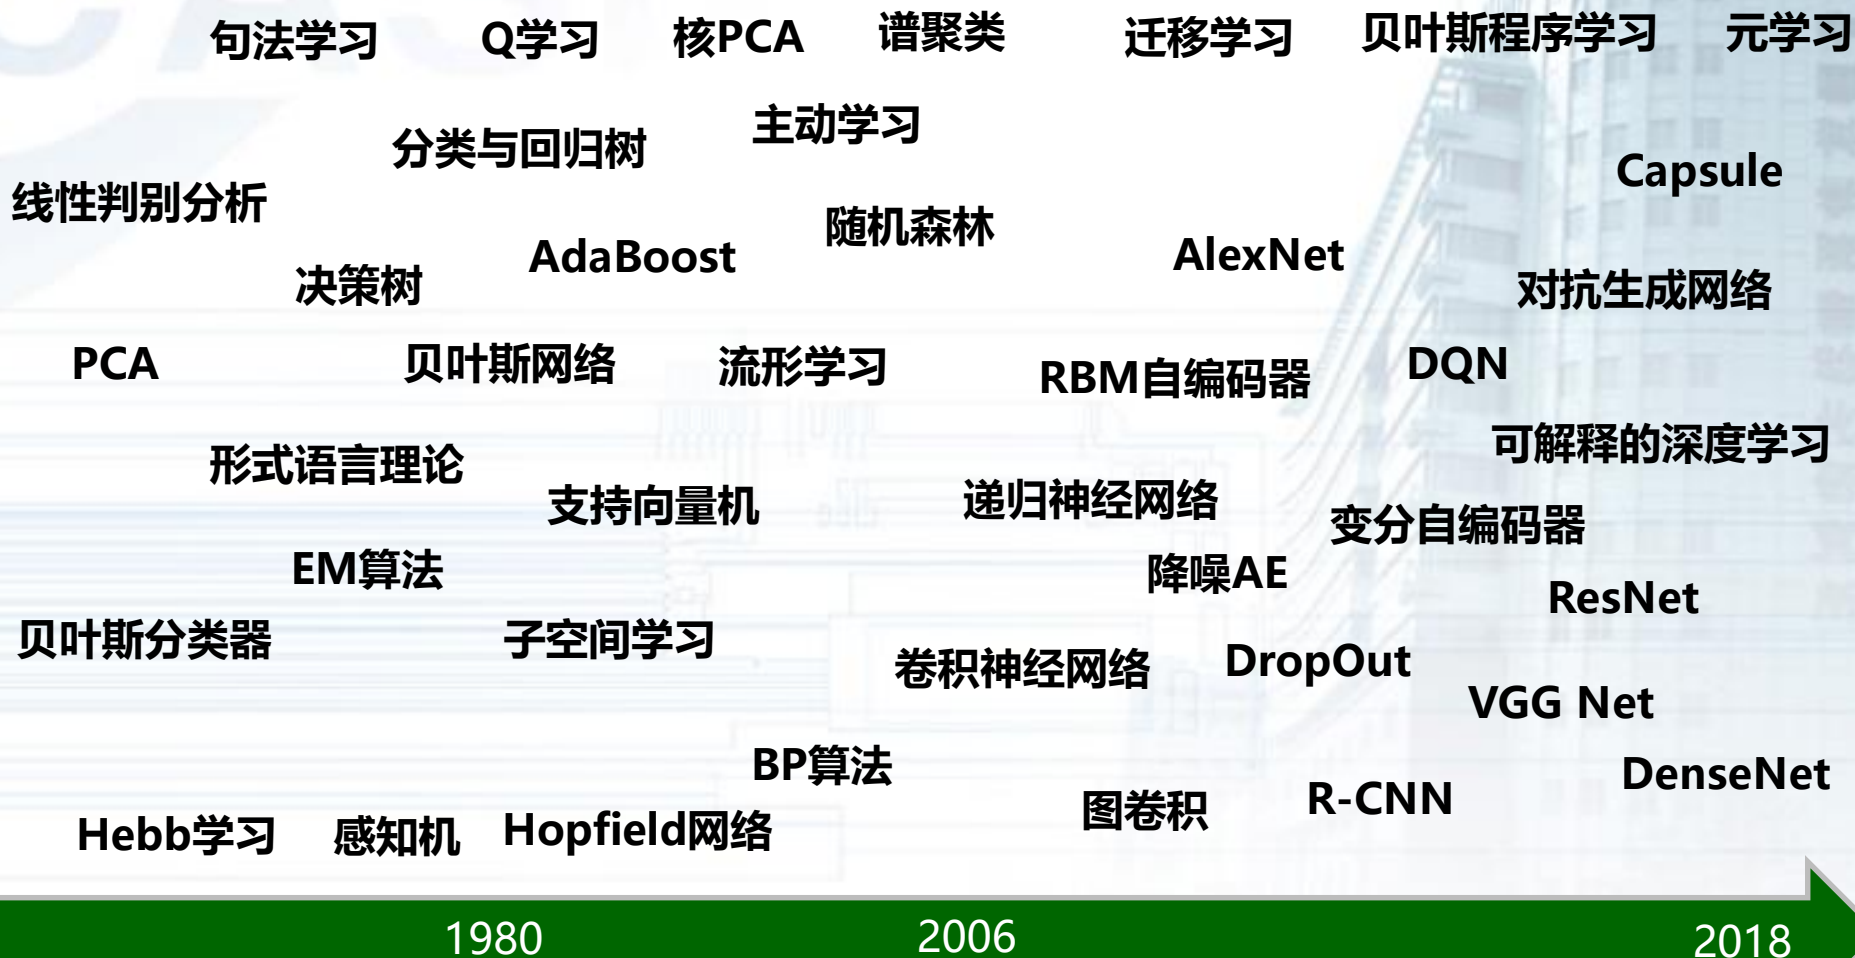 句法学习
Q学习
核PCA
谱聚类
迁移学习
贝叶斯程序学习
元学习
主动学习
分类与回归树
Capsule
线性判别分析
随机森林
AdaBoost
AlexNet
决策树
对抗生成网络
PCA
贝叶斯网络
流形学习
RBM自编码器
DQN
形式语言理论
可解释的深度学习
支持向量机
递归神经网络
变分自编码器
EM算法
降噪AE
ResNet
贝叶斯分类器
子空间学习
卷积神经网络
DropOut
VGG Net
BP算法
DenseNet
图卷积
R-CNN
Hebb学习
感知机
Hopfield网络
1980
2006
2018